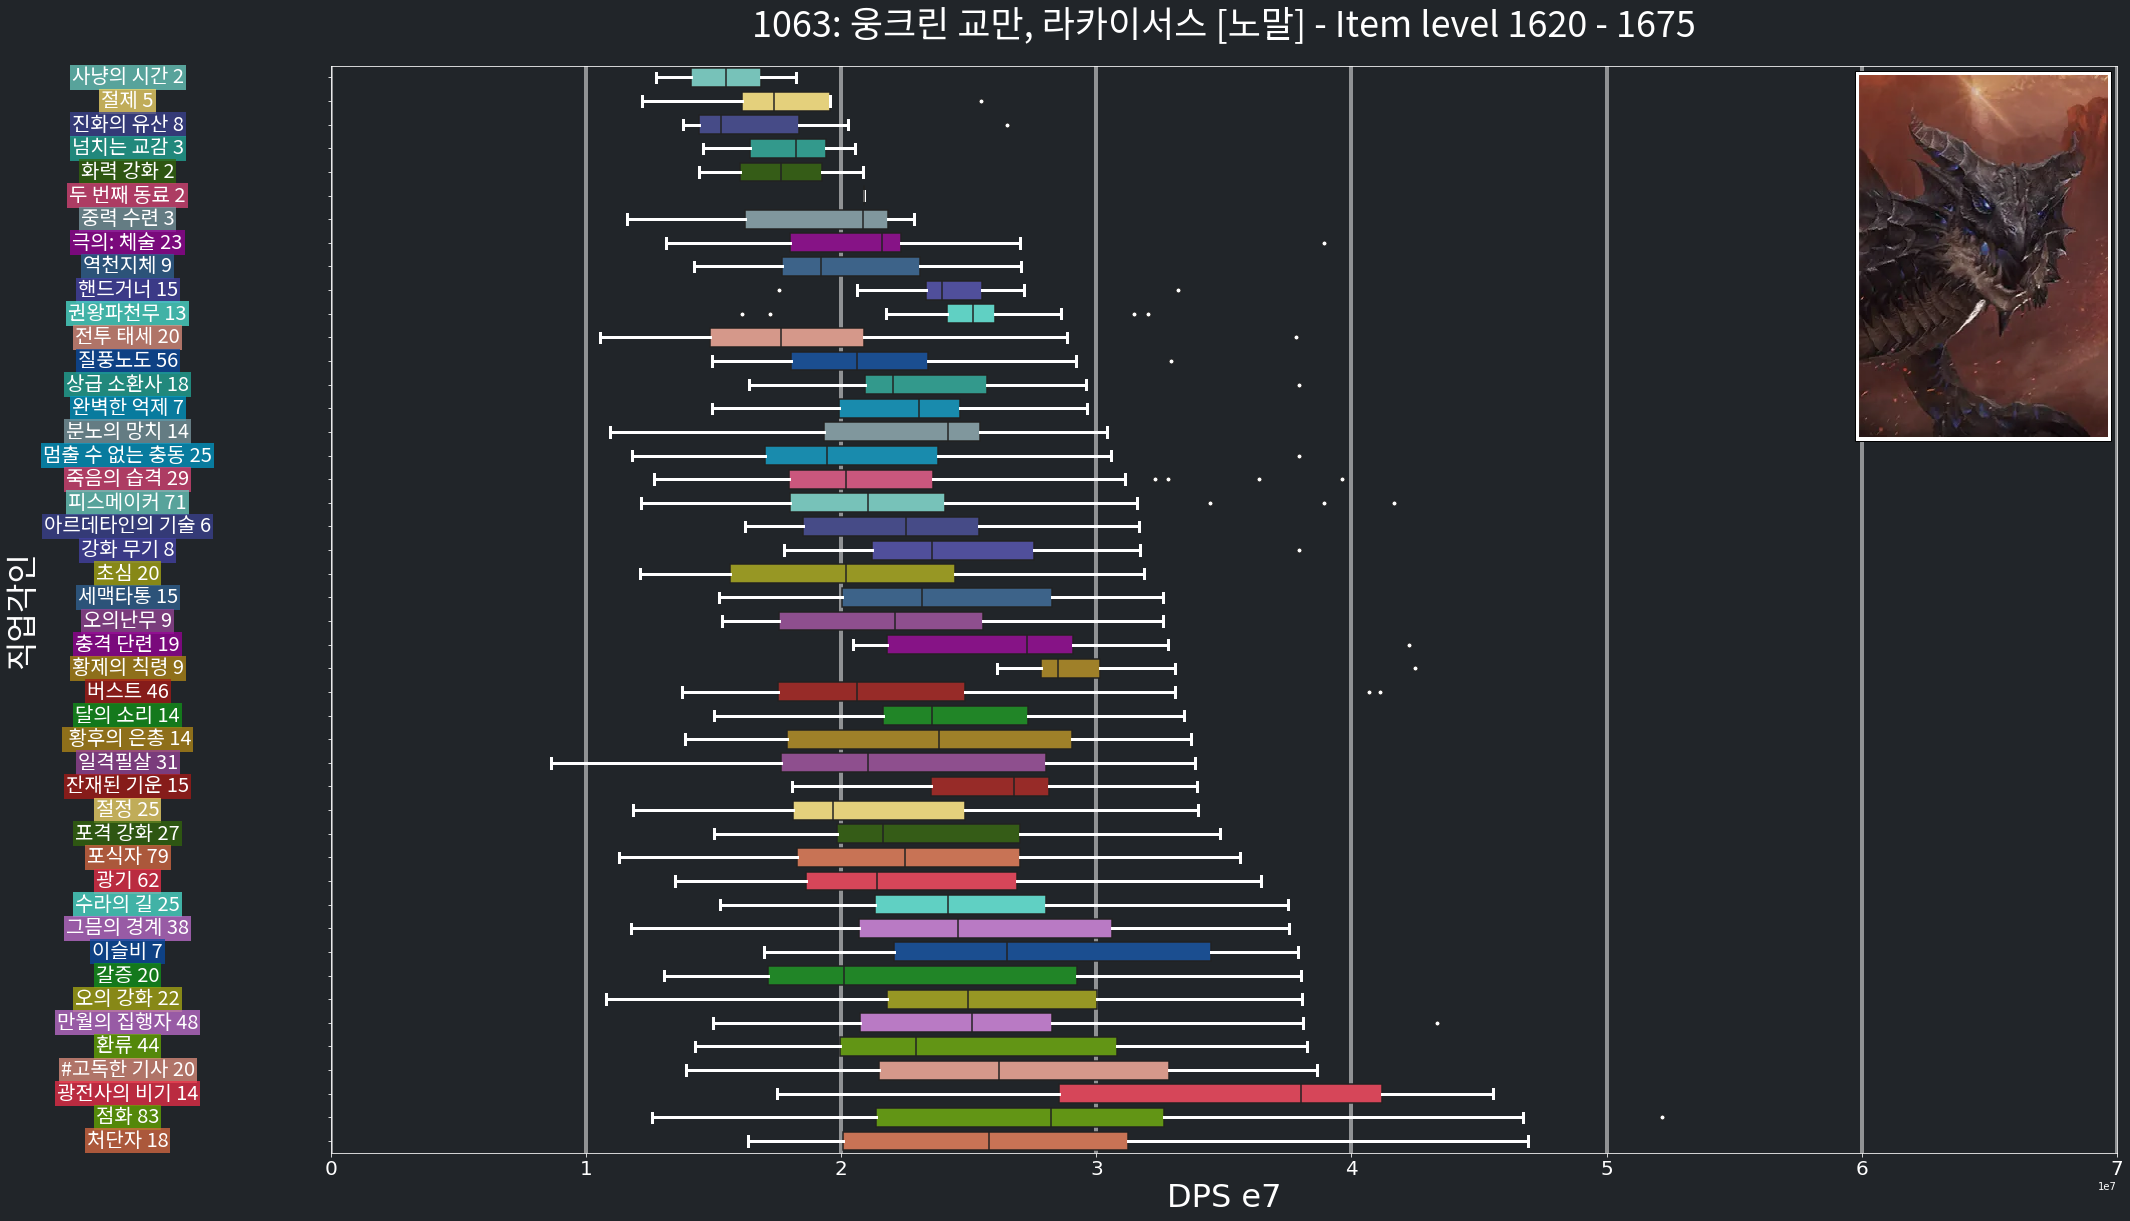 1063: 웅크린 교만, 라카이서스 [노말] - Item level 1620 - 1675
사냥의 시간 2
절제 5
진화의 유산 8
넘치는 교감 3
화력 강화 2
두 번째 동료 2
중력 수련 3
극의: 체술 23
역천지체 9
핸드거너 15
권왕파천무 13
전투 태세 20
질풍노도 56
상급 소환사 18
완벽한 억제 7
분노의 망치 14
멈출 수 없는 충동 25
죽음의 습격 29
피스메이커 71
아르데타인의 기술 6
강화 무기 8
초심 20
세맥타통 15
오의난무 9
충격 단련 19
황제의 칙령 9
버스트 46
달의 소리 14
황후의 은총 14
일격필살 31
잔재된 기운 15
절정 25
포격 강화 27
포식자 79
광기 62
수라의 길 25
그믐의 경계 38
이슬비 7
갈증 20
오의 강화 22
만월의 집행자 48
환류 44
#고독한 기사 20
광전사의 비기 14
점화 83
처단자 18
직업각인
0 1 2 3 4 5 6 7
1e7
DPS e7